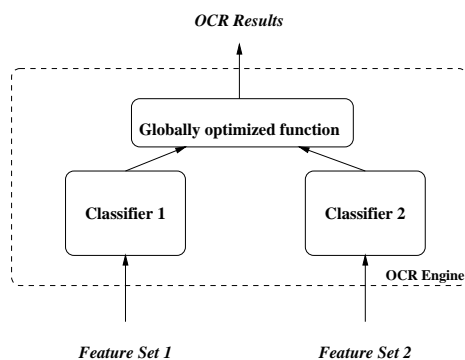 OCR Results
Globally optimized function
Classifier 1
Classifier 2
OCR Engine
Feature Set 1
Feature Set 2